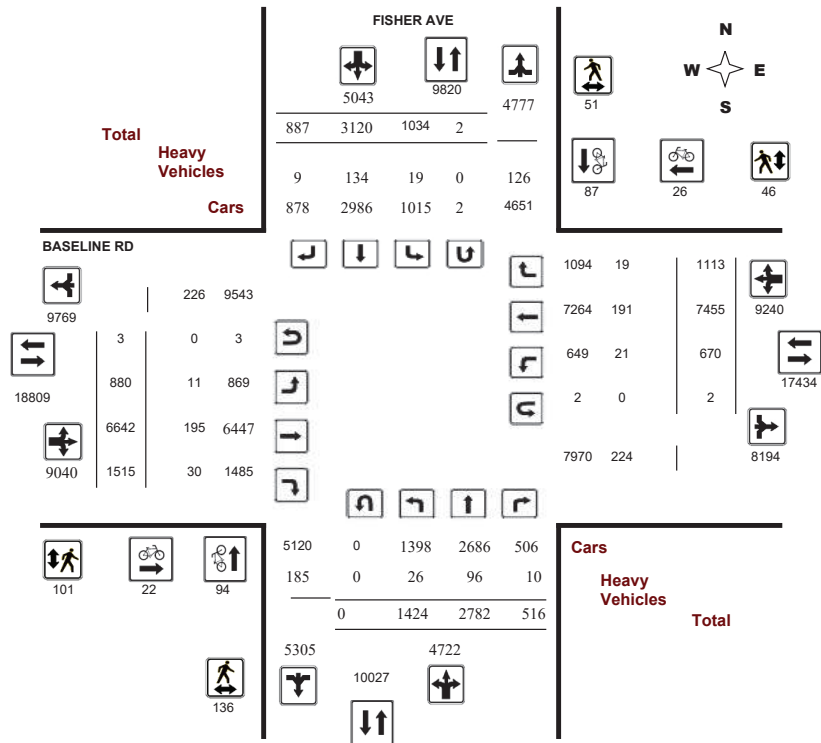 FISHER AVE
N
W E
S
5043
9820
4777
51
Total
887 3120 1034 2
Heavy
Vehicles
9 134 19 0 126
87 26 46
Cars
878 2986 1015 2 4651
BASELINE RD
1094 19 1113
226 9543
7264 191 7455 9240
9769
3 0 3
649 21 670
17434
18809
880 11 869
2 0 2
6642 195 6447
7970 224 8194
9040 1515 30 1485
5120 0 1398 2686 506
Cars
185 0 26 96 10
Heavy
Vehicles
101 22 94
0 1424 2782 516
Total
5305 4722
10027
136